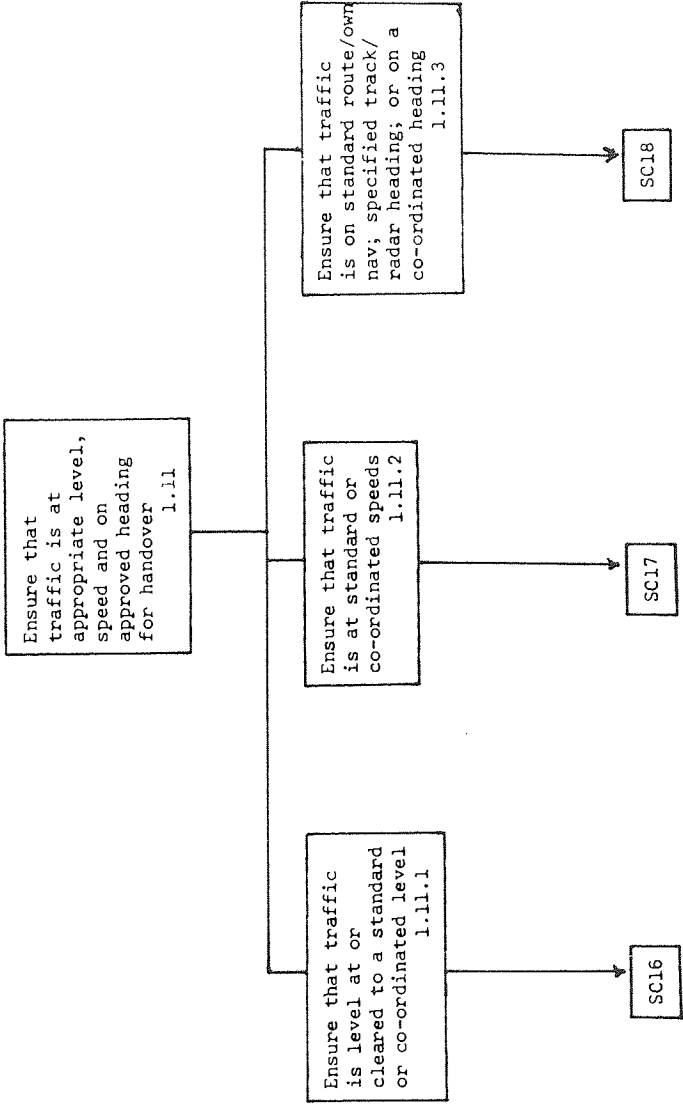 Ensure that
traffic is at
appropriate level,
speed and on
approved heading
for handover
1.11
Ensure that traffic
is level at or
cleared to a standard
or co-ordinated level
1.11.1
Ensure that traffic
is at standard or
co-ordinated speeds
1.11.2
Ensure that traffic
is on standard route/own
nav; specified track/
radar heading; or on a
co-ordinated heading
1.11.3
SC16
SC17
SC18